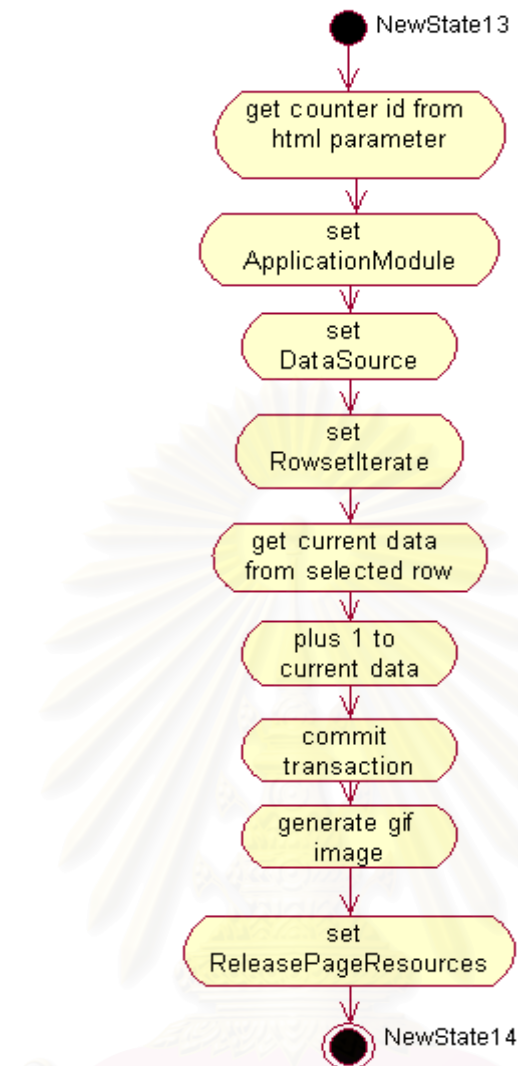 NewState13
get counter id from
html parameter
set
ApplicationModule
set
DataSource
set
RowsetIterate
get current data
from selected row
plus 1 to
current data
commit
transaction
generate gif
image
set
ReleasePageResources
NewState14